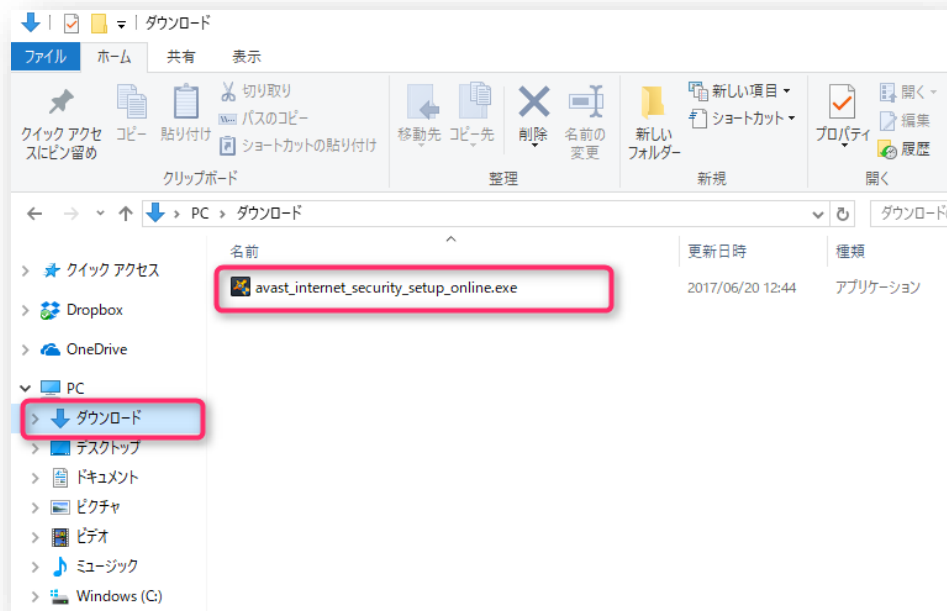 ダウンロード
ファイル ホーム 共有 表示
クイック アクセスにピン留め
コピー
貼り付け
切り取り
パスのコピー
ショートカットの貼り付け
クリップボード
移動先
コピー先
削除
名前の変更
整理
新しいフォルダー
新しい項目
ショートカット
新規
プロパティ
開く
編集
履歴
開く
PC ダウンロード
ダウンロード
名前 更新日時 種類
avast_internet_security_setup_online.exe 2017/06/20 12:44 アプリケーション
クイック アクセス
Dropbox
OneDrive
PC
ダウンロード
デスクトップ
ドキュメント
ピクチャ
ビデオ
ミュージック
Windows (C:)